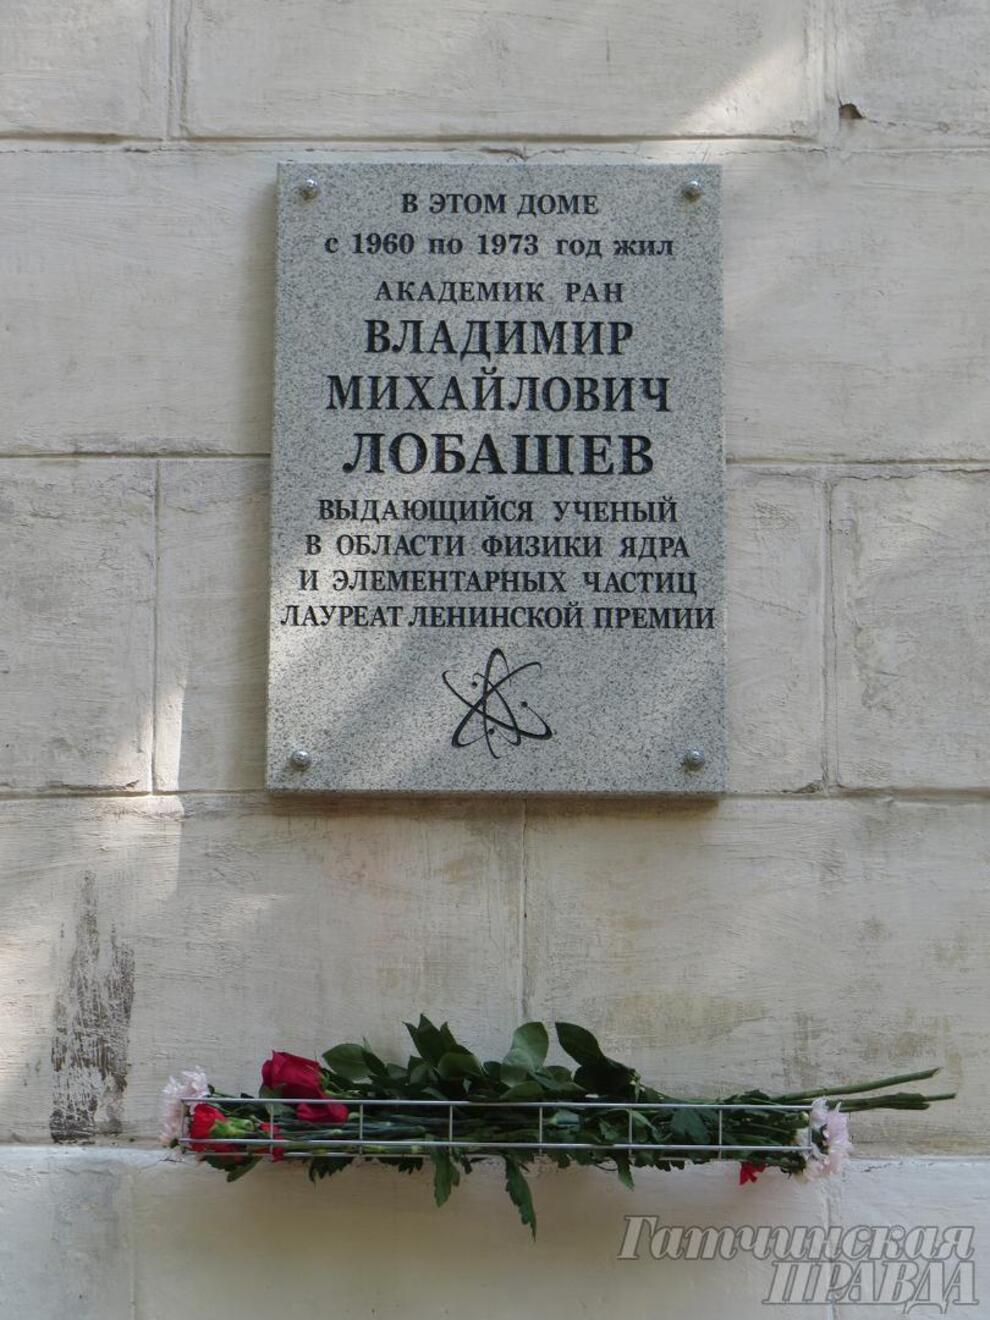 В ЭТОМ ДОМЕ
с 1960 по 1973 год жил
АКАДЕМИК РАН
ВЛАДИМИР
МИХАЙЛОВИЧ
ЛОБАШЕВ
ВЫДАЮЩИЙСЯ УЧЕНЫЙ
В ОБЛАСТИ ФИЗИКИ ЯДРА
И ЭЛЕМЕНТАРНЫХ ЧАСТИЦ
ЛАУРЕАТ ЛЕНИНСКОЙ ПРЕМИИ
Гатчинская
ПРАВДА